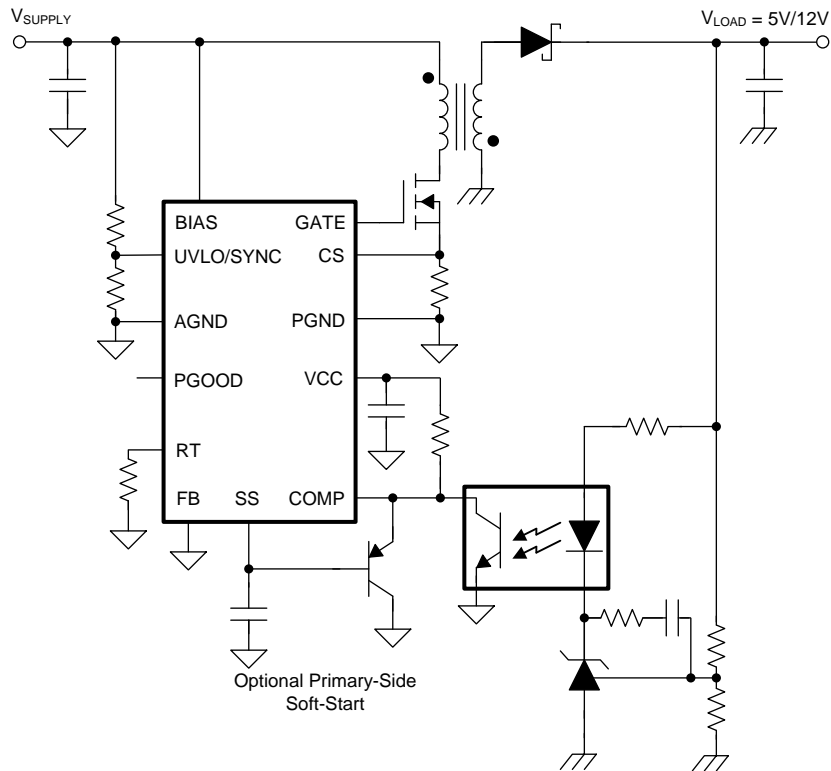 VSUPPLY
VLOAD = 5V/12V
BIAS
GATE
UVLO/SYNC
CS
AGND
PGND
PGOOD
VCC
RT
FB
SS
COMP
Optional Primary-Side
Soft-Start